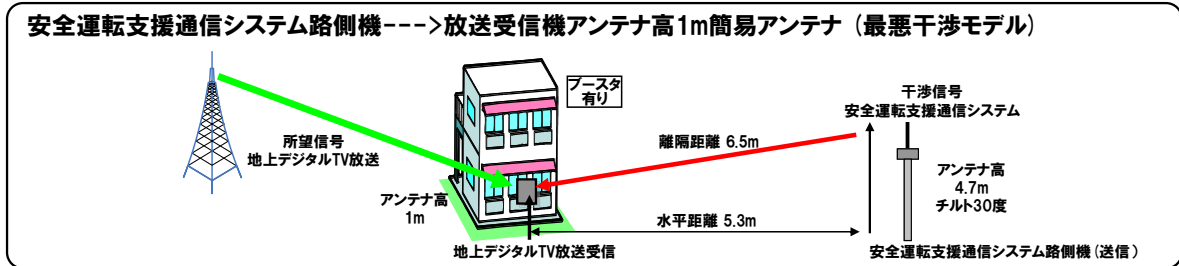 安全運転支援通信システム路側機--->放送受信機アンテナ高1m簡易アンテナ（最悪干渉モデル）
ブースタ
有り
干渉信号
安全運転支援通信システム
所望信号
地上デジタルTV放送
離隔距離 6.5m
アンテナ高
1m
アンテナ高
4.7m
チルト30度
水平距離 5.3m
地上デジタルTV放送受信
安全運転支援通信システム路側機（送信）